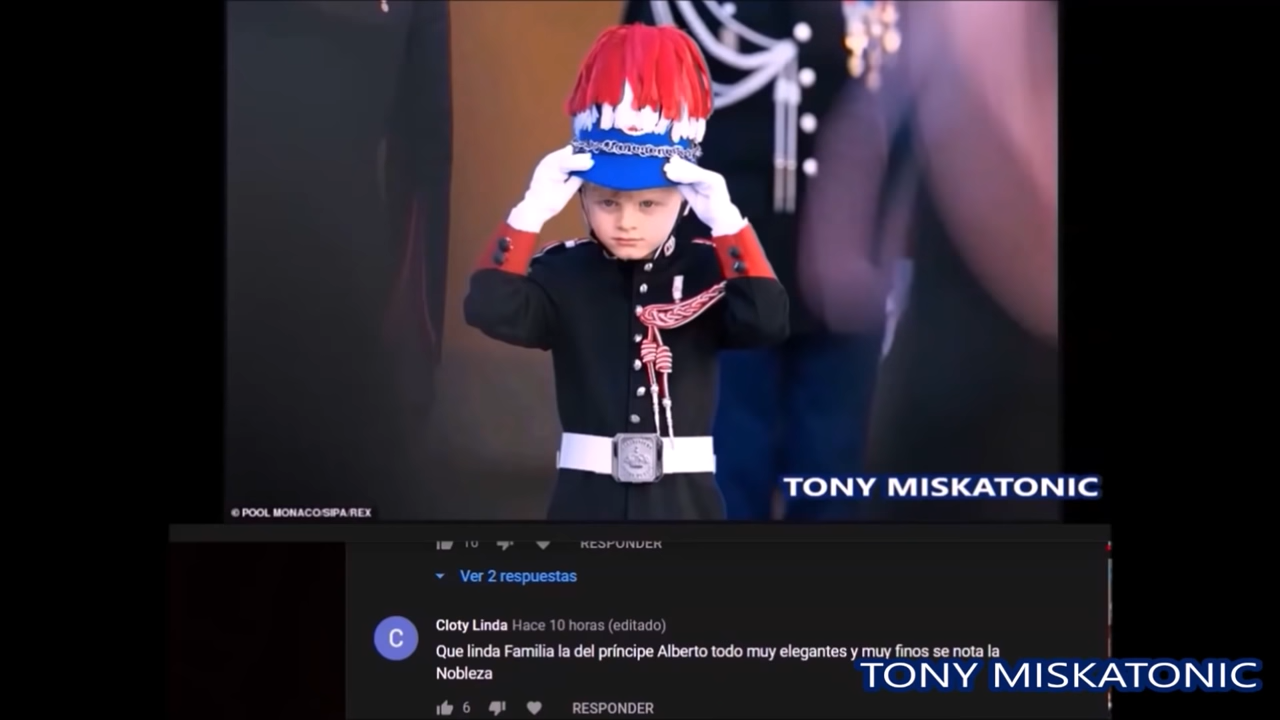 TONY MISKATONIC
© POOL MONACO/SIPA/REX
16 RESPONDER
Ver 2 respuestas
C
Cloty Linda Hace 10 horas (editado)
Que linda Familia la del príncipe Alberto todo muy elegantes y muy finos se nota la
Nobleza
TONY MISKATONIC
6 RESPONDER